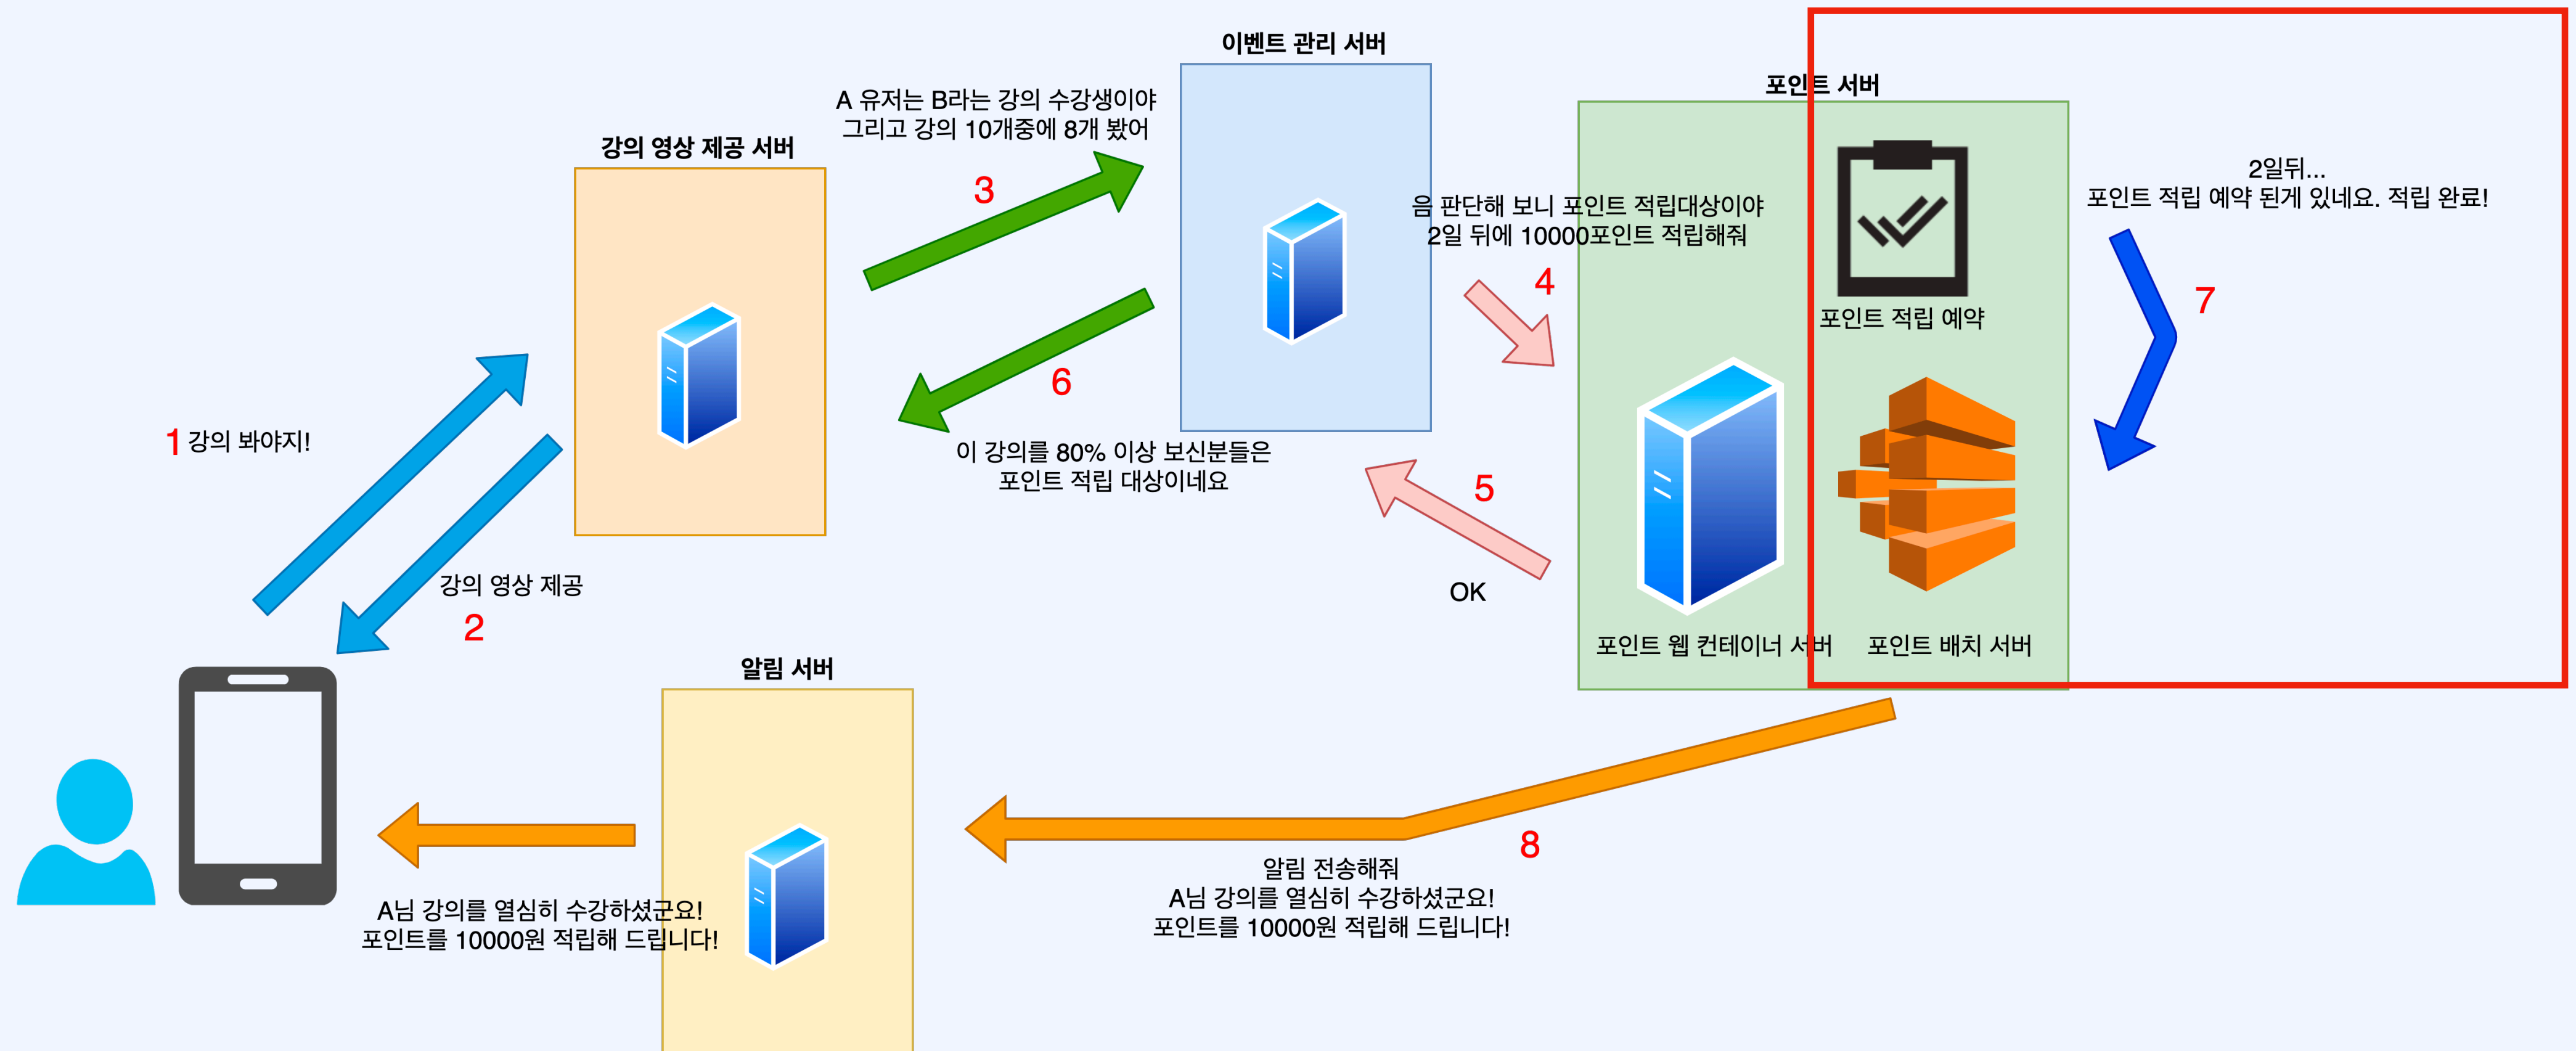 이벤트 관리 서버
포인트 서버
강의 영상 제공 서버
A 유저는 B라는 강의 수강생이야
그리고 강의 10개중에 8개 봤어
3
음 판단해 보니 포인트 적립대상이야
2일 뒤에 10000포인트 적립해줘
4
2일뒤...
포인트 적립 예약 된게 있네요. 적립 완료!
7
포인트 적립 예약
6
이 강의를 80% 이상 보신분들은
포인트 적립 대상이네요
1 강의 봐야지!
5
OK
강의 영상 제공
2
포인트 웹 컨테이너 서버
포인트 배치 서버
알림 서버
8
알림 전송해줘
A님 강의를 열심히 수강하셨군요!
포인트를 10000원 적립해 드립니다!
A님 강의를 열심히 수강하셨군요!
포인트를 10000원 적립해 드립니다!